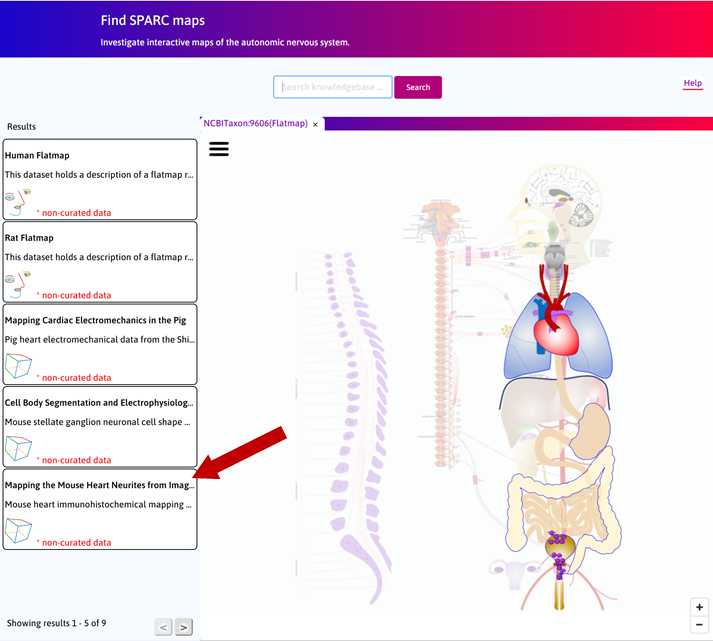 Find SPARC maps
Investigate interactive maps of the autonomic nervous system.
Search knowledgebase ...
Search
Help
Results
NCBITaxon:9606(Flatmap) ×
Human Flatmap
This dataset holds a description of a flatmap r...
* non-curated data
Rat Flatmap
This dataset holds a description of a flatmap r...
* non-curated data
Mapping Cardiac Electromechanics in the Pig
Pig heart electromechanical data from the Shi...
* non-curated data
Cell Body Segmentation and Electrophysiolog...
Mouse stellate ganglion neuronal cell shape ...
* non-curated data
Mapping the Mouse Heart Neurites from Imag...
Mouse heart immunohistochemical mapping ...
* non-curated data
Showing results 1 - 5 of 9
< >
+
−